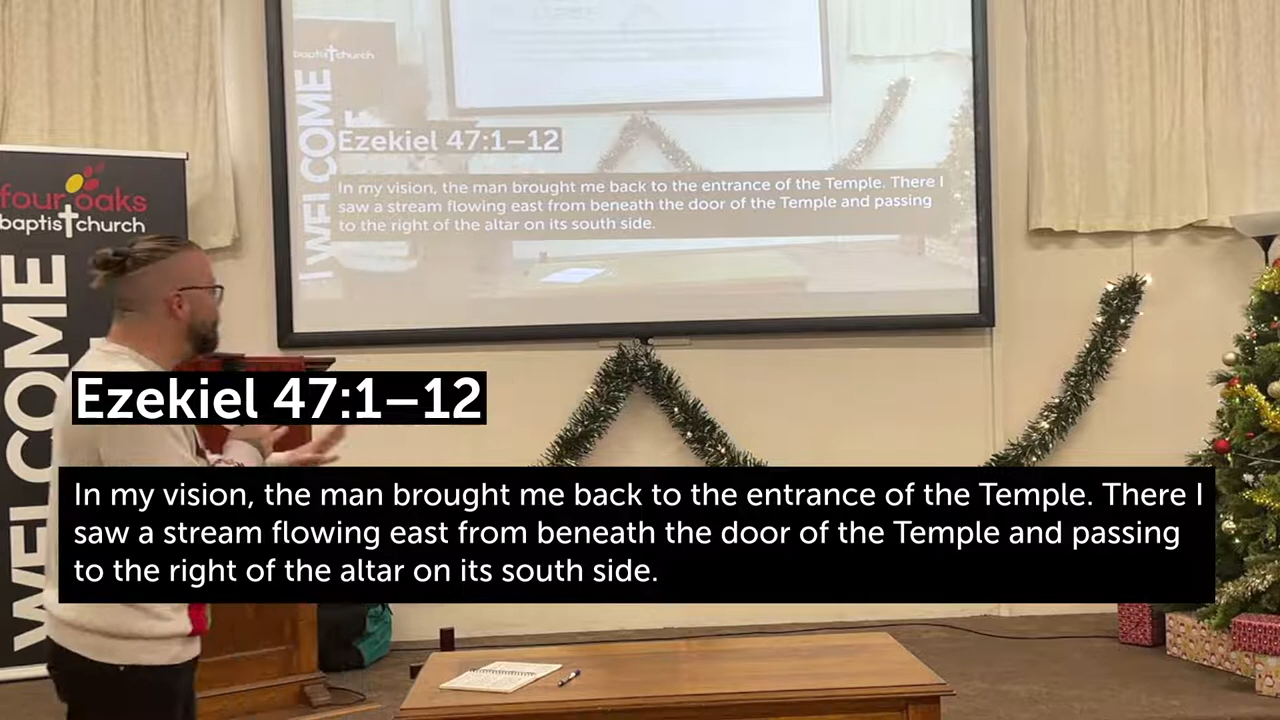 baptist church
WELCOME
Ezekiel 47:1–12
In my vision, the man brought me back to the entrance of the Temple. There I
saw a stream flowing east from beneath the door of the Temple and passing
to the right of the altar on its south side.
four oaks
baptist church
WELCOME
Ezekiel 47:1–12
In my vision, the man brought me back to the entrance of the Temple. There I
saw a stream flowing east from beneath the door of the Temple and passing
to the right of the altar on its south side.